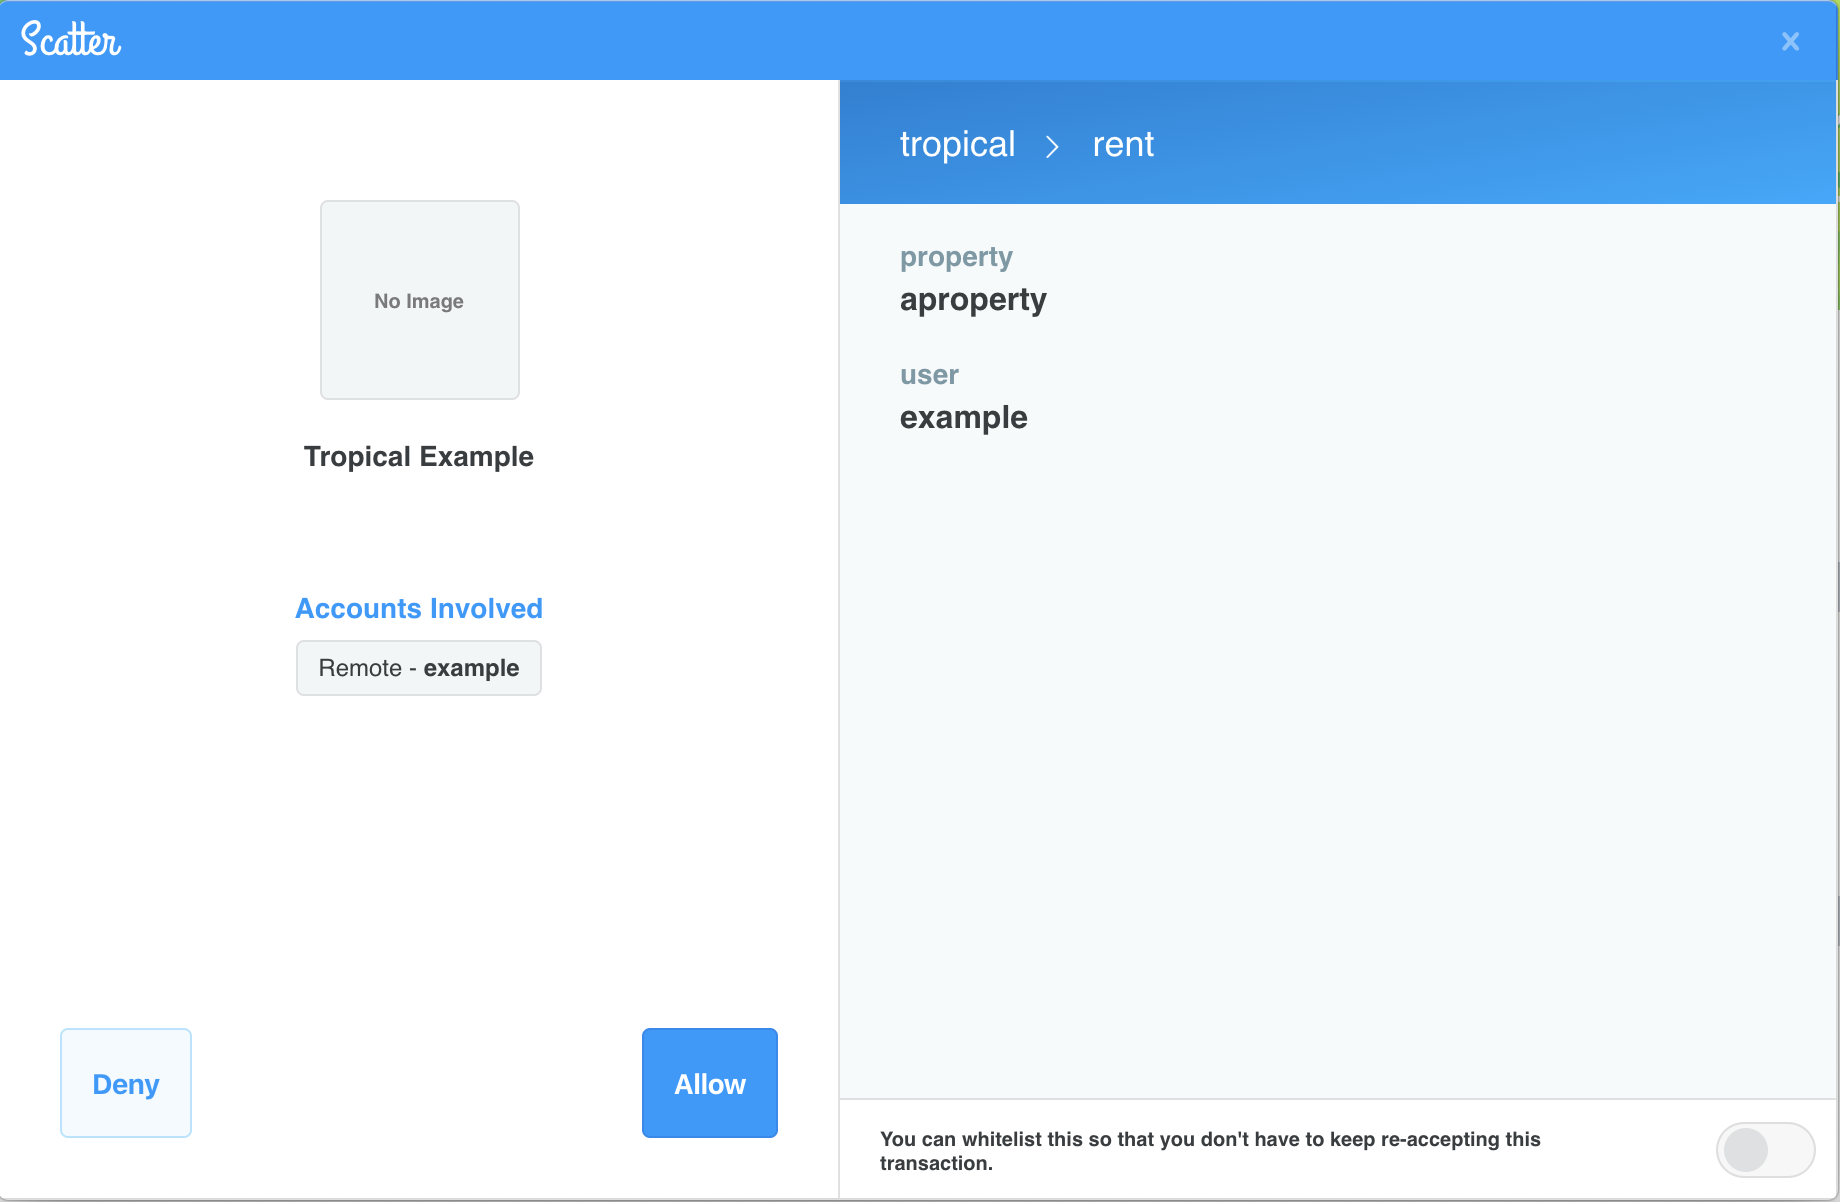 Scatter
No Image
Tropical Example
Accounts Involved
Remote - example
Deny
Allow
tropical > rent
property
aproperty
user
example
You can whitelist this so that you don't have to keep re-accepting this
transaction.